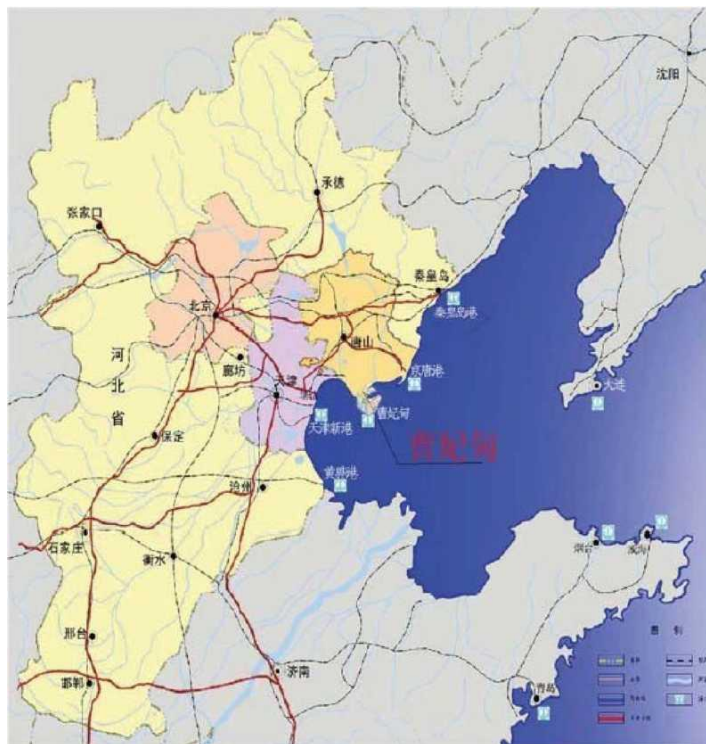 沈阳
承德
张家口
秦皇岛
秦皇岛港
北京
唐山
河北省
廊坊
京唐港
天津
大连
曹妃甸
天津新港
曹妃甸
保定
黄骅港
沧州
石家庄
衡水
烟台
威海
图例
邢台
济南
邯郸
青岛